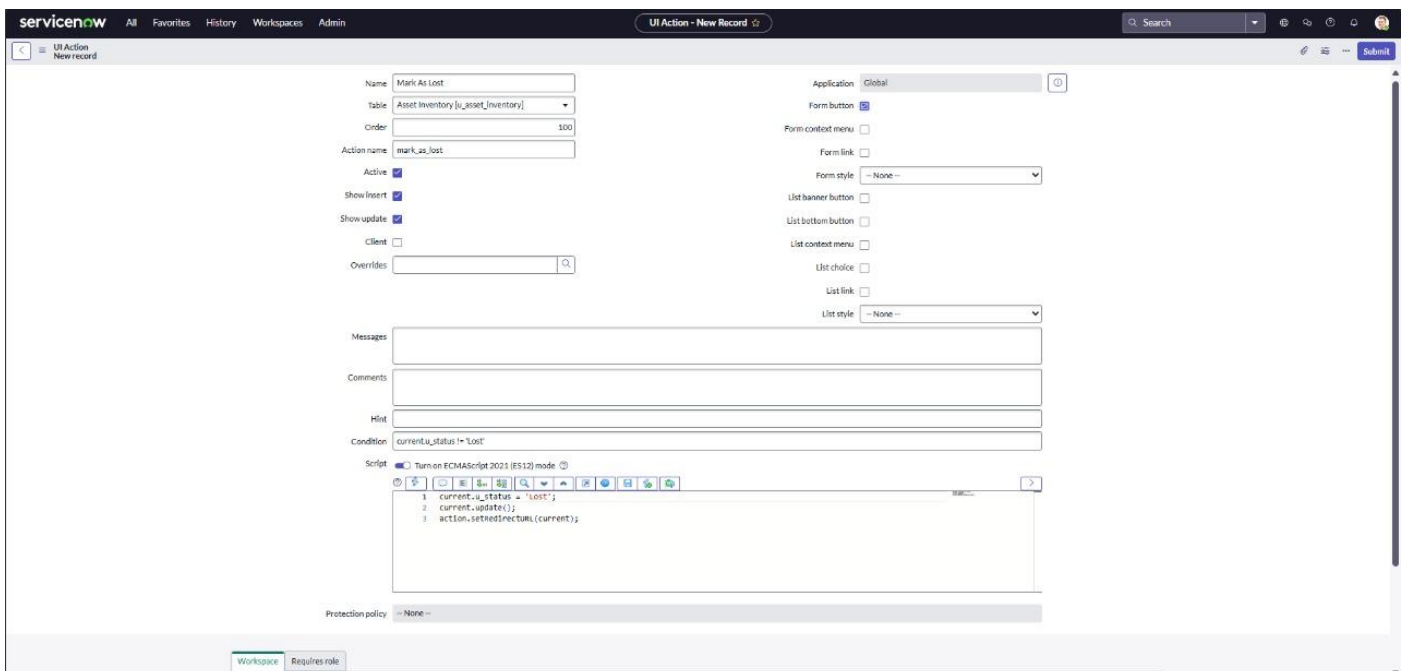 servicenow All Favorites History Workspaces Admin UI Action - New Record Search
UI Action
New record
Submit
Name Mark As Lost
Application Global
Table Asset Inventory [u_asset_inventory]
Form button
Order 100
Form context menu
Action name mark_as_lost
Form link
Active
Form style -- None --
Show insert
List banner button
Show update
List bottom button
Client
List context menu
Overrides
List choice
List link
List style -- None --
Messages
Comments
Hint
Condition current.u_status != 'Lost'
Script Turn on ECMAScript 2021 (ES12) mode
1 current.u_status = 'Lost';
2 current.update();
3 action.setRedirectURL(current);
Protection policy -- None --
Workspace Requires role